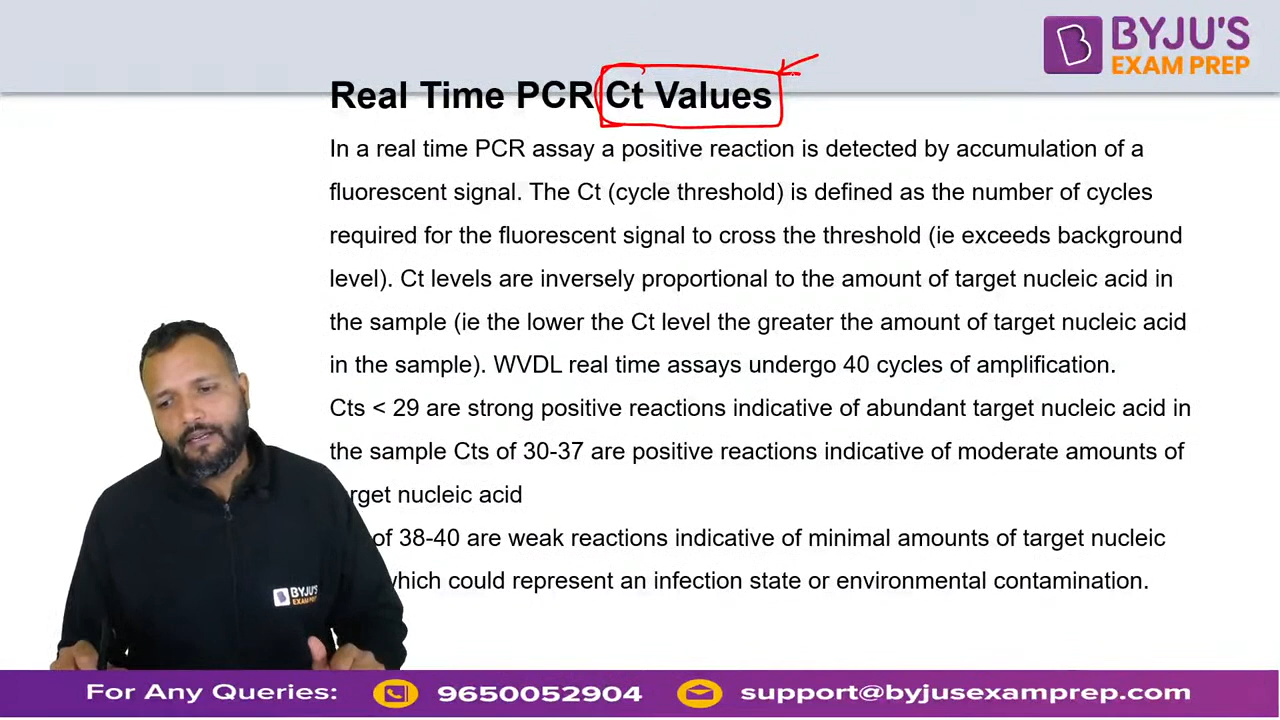 BYJU'S
EXAM PREP
Real Time PCR Ct Values
In a real time PCR assay a positive reaction is detected by accumulation of a
fluorescent signal. The Ct (cycle threshold) is defined as the number of cycles
required for the fluorescent signal to cross the threshold (ie exceeds background
level). Ct levels are inversely proportional to the amount of target nucleic acid in
the sample (ie the lower the Ct level the greater the amount of target nucleic acid
in the sample). WVDL real time assays undergo 40 cycles of amplification.
Cts < 29 are strong positive reactions indicative of abundant target nucleic acid in
the sample Cts of 30-37 are positive reactions indicative of moderate amounts of
nucleic acid
of 38-40 are weak reactions indicative of minimal amounts of target nucleic
which could represent an infection state or environmental contamination.
BYJU'S
EXAM PREP
For Any Queries: 9650052904 support@byjusexamprep.com